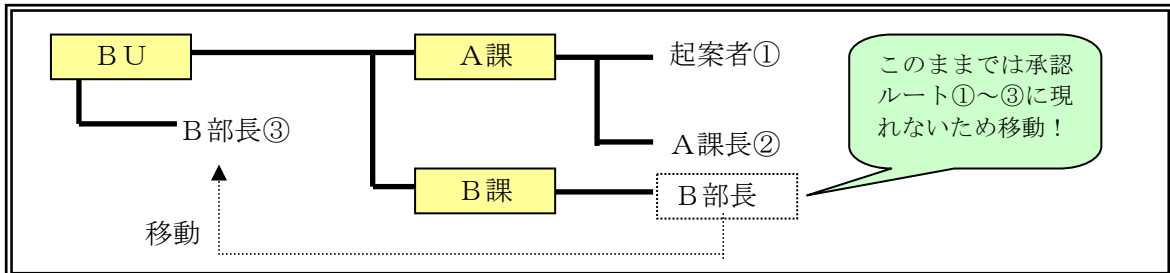 ＢＵ
Ａ課
起案者①
Ｂ部長③
Ａ課長②
Ｂ課
Ｂ部長
移動
このままでは承認
ルート①～③に現
れないため移動！